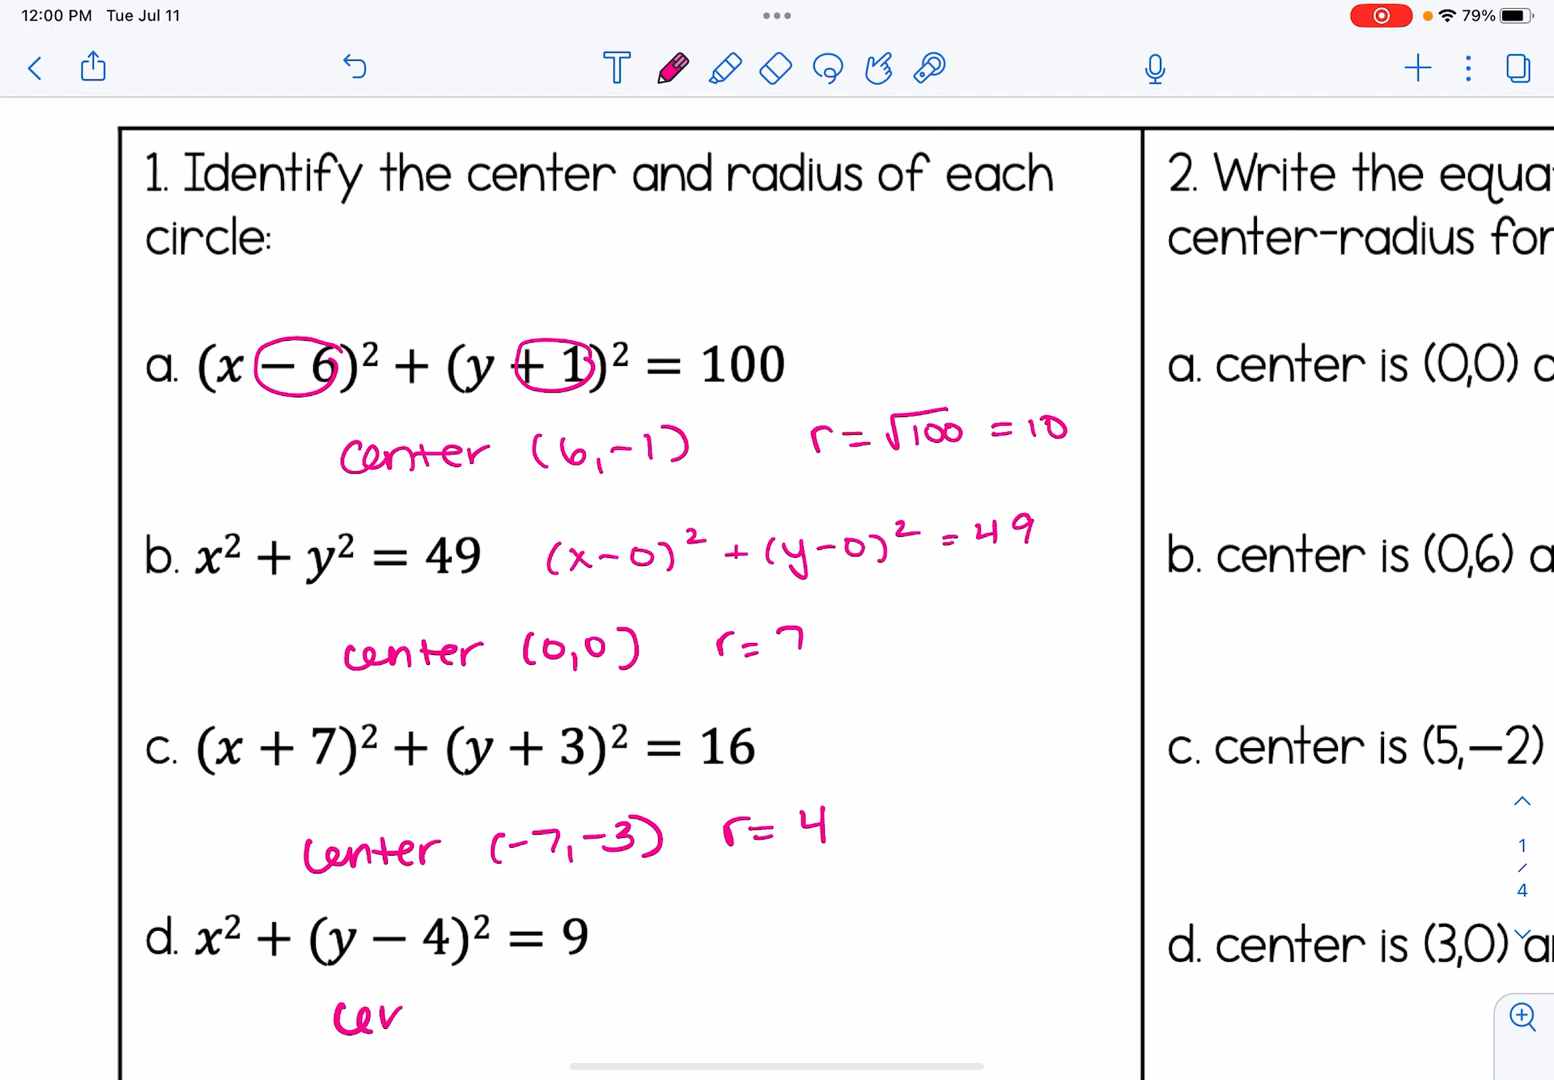 12:00 PM Tue Jul 11
79%
1. Identify the center and radius of each
circle:
a. (x − 6)² + (y + 1)² = 100
center (6,-1) r = √100 = 10
b. x² + y² = 49 (x-0)² + (y-0)² = 49
center (0,0) r = 7
c. (x + 7)² + (y + 3)² = 16
center (-7,-3) r = 4
d. x² + (y − 4)² = 9
cen
2. Write the equa
center-radius for
a. center is (0,0)
b. center is (0,6) a
c. center is (5,−2)
d. center is (3,0) a
1
/
4